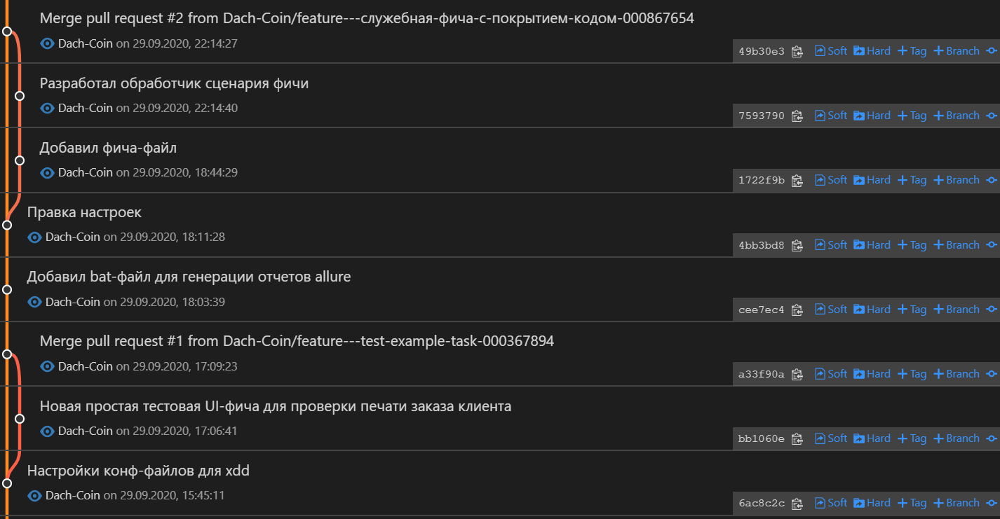 Merge pull request #2 from Dach-Coin/feature---служебная-фича-с-покрытием-кодом-000867654
Dach-Coin on 29.09.2020, 22:14:27
49b30e3 Soft Hard + Tag + Branch
Разработал обработчик сценария фичи
Dach-Coin on 29.09.2020, 22:14:40
7593790 Soft Hard + Tag + Branch
Добавил фича-файл
Dach-Coin on 29.09.2020, 18:44:29
1722f9b Soft Hard + Tag + Branch
Правка настроек
Dach-Coin on 29.09.2020, 18:11:28
4bb3bd8 Soft Hard + Tag + Branch
Добавил bat-файл для генерации отчетов allure
Dach-Coin on 29.09.2020, 18:03:39
cee7ec4 Soft Hard + Tag + Branch
Merge pull request #1 from Dach-Coin/feature---test-example-task-000367894
Dach-Coin on 29.09.2020, 17:09:23
a33f90a Soft Hard + Tag + Branch
Новая простая тестовая UI-фича для проверки печати заказа клиента
Dach-Coin on 29.09.2020, 17:06:41
bb1060e Soft Hard + Tag + Branch
Настройки конф-файлов для xdd
Dach-Coin on 29.09.2020, 15:45:11
6ac8c2c Soft Hard + Tag + Branch